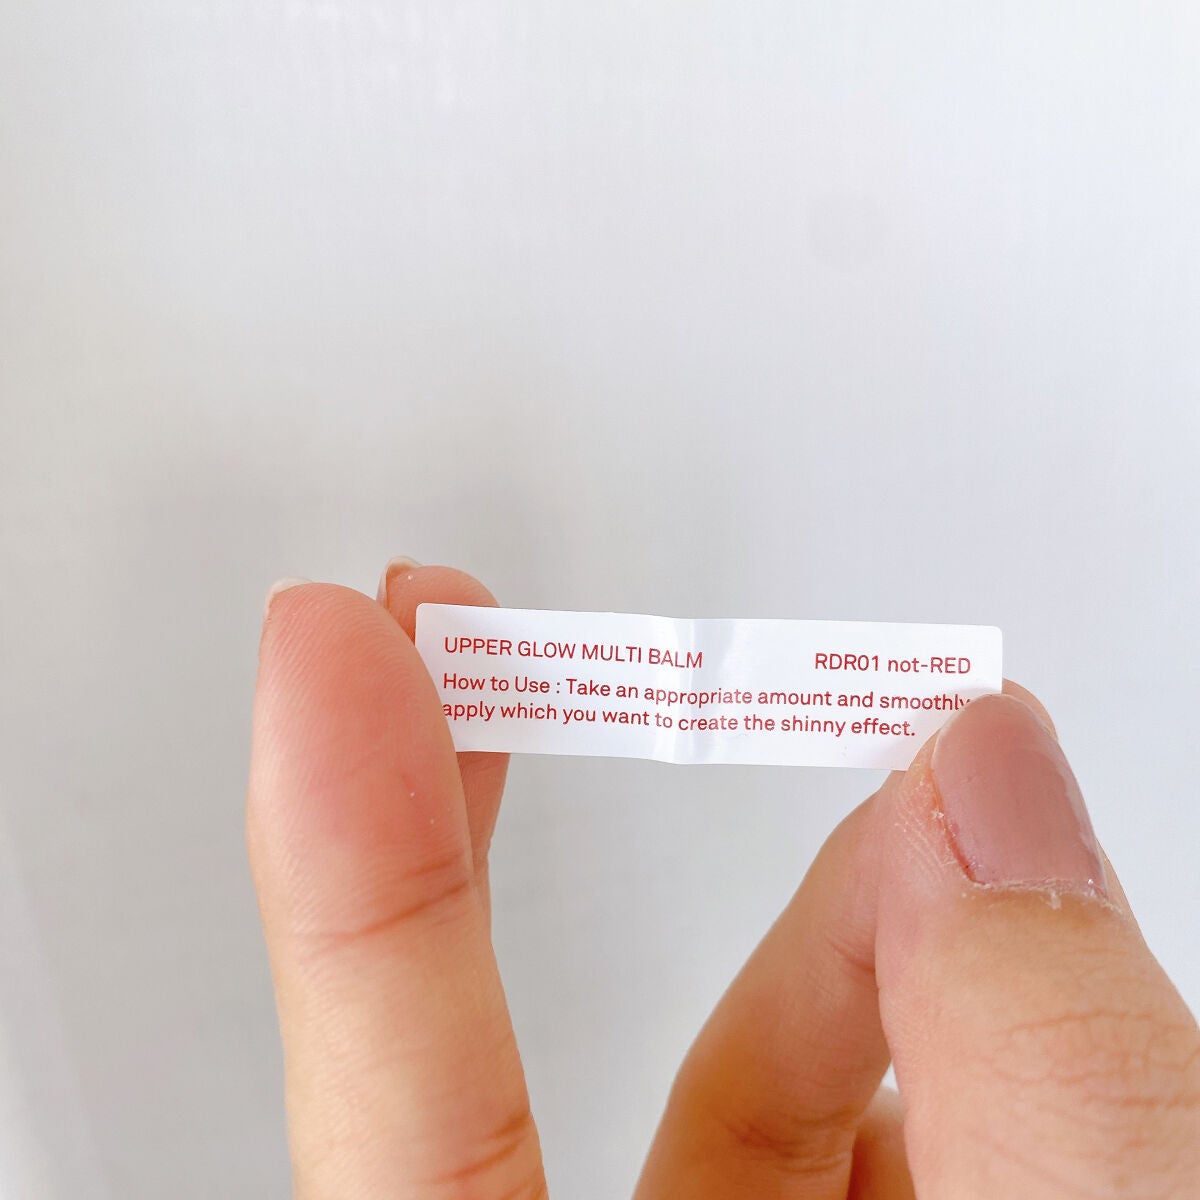 UPPER GLOW MULTI BALM RDR01 not-RED
How to Use : Take an appropriate amount and smoothly
apply which you want to create the shinny effect.